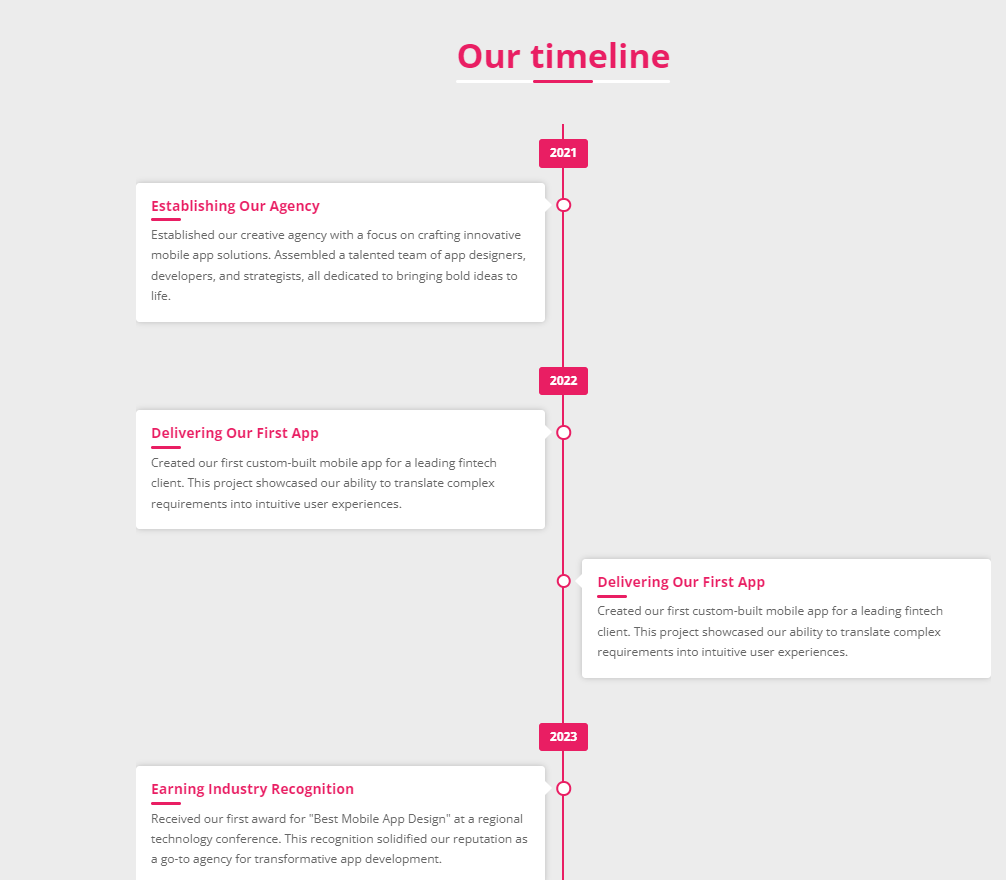 Our timeline
2021
Establishing Our Agency
Established our creative agency with a focus on crafting innovative
mobile app solutions. Assembled a talented team of app designers,
developers, and strategists, all dedicated to bringing bold ideas to
life.
2022
Delivering Our First App
Created our first custom-built mobile app for a leading fintech
client. This project showcased our ability to translate complex
requirements into intuitive user experiences.
Delivering Our First App
Created our first custom-built mobile app for a leading fintech
client. This project showcased our ability to translate complex
requirements into intuitive user experiences.
2023
Earning Industry Recognition
Received our first award for "Best Mobile App Design" at a regional
technology conference. This recognition solidified our reputation as
a go-to agency for transformative app development.